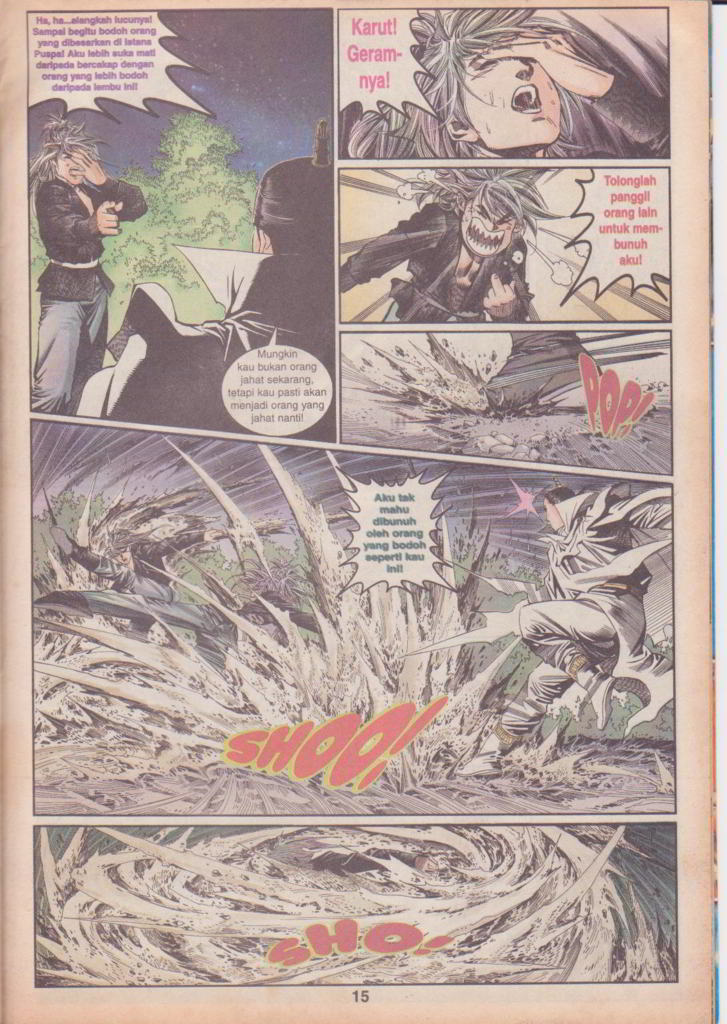 Ha, ha...alangkah lucunya!
Sampai begitu bodoh orang
yang dibesarkan di Istana
Puspa! Aku lebih suka mati
daripada bercakap dengan
orang yang lebih bodoh
daripada lembu ini!
Mungkin
kau bukan orang
jahat sekarang,
tetapi kau pasti akan
menjadi orang yang
jahat nanti!
Karut!
Geram-
nya!
Tolonglah
panggil
orang lain
untuk mem-
bunuh
aku!
POP!
Aku tak
mahu
dibunuh
oleh orang
yang bodoh
seperti kau
ini!
SHOO!
SHO!
15